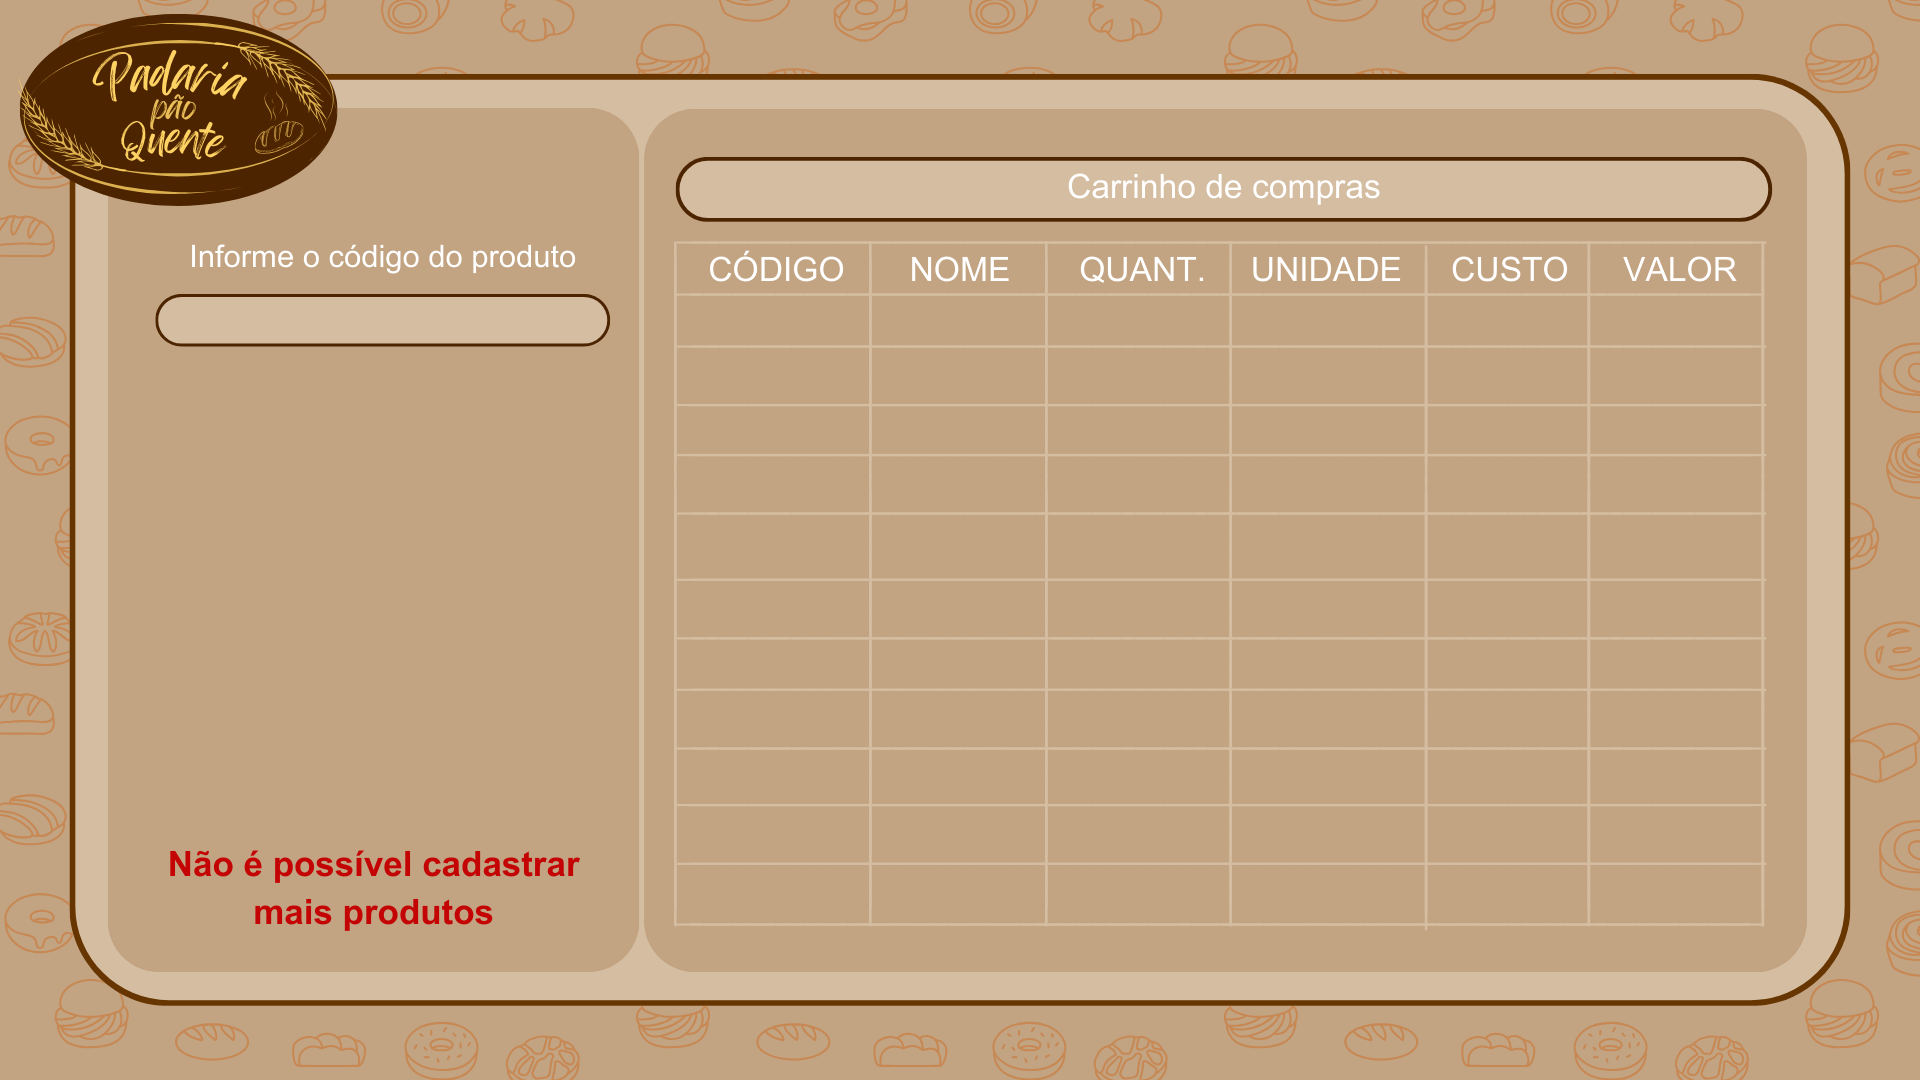 Padaria
pão
Quente
Informe o código do produto
Não é possível cadastrar
mais produtos
Carrinho de compras
CÓDIGO NOME QUANT. UNIDADE CUSTO VALOR